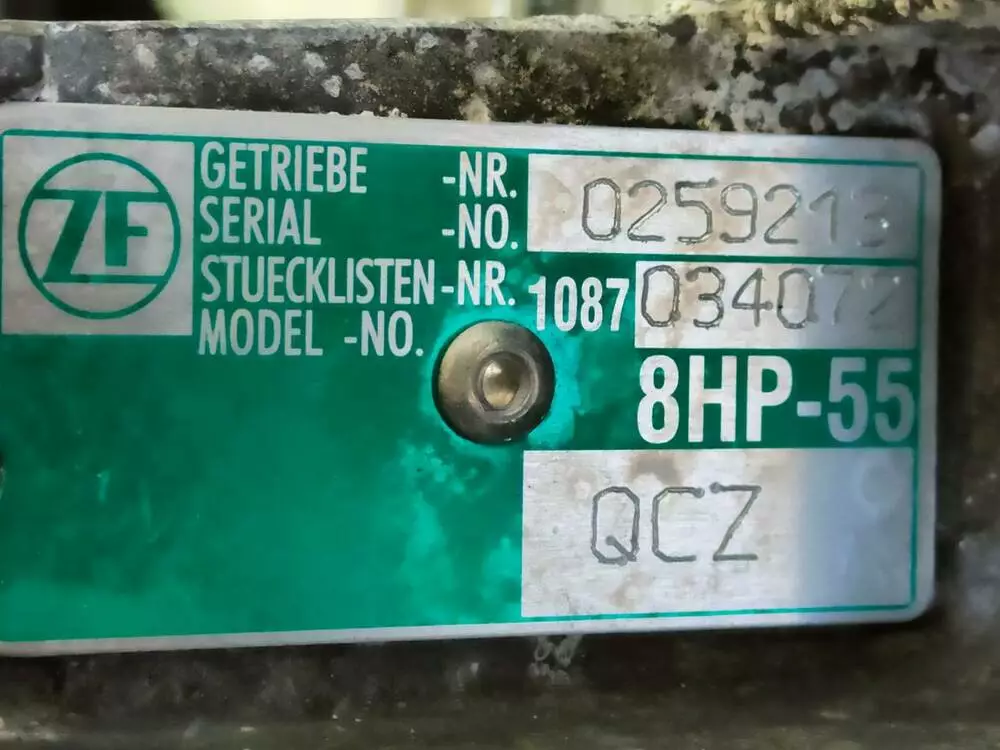 ZF
GETRIEBE -NR. 0259213
SERIAL -NO.
STUECKLISTEN-NR. 1087 034072
MODEL -NO.
8HP-55
QCZ